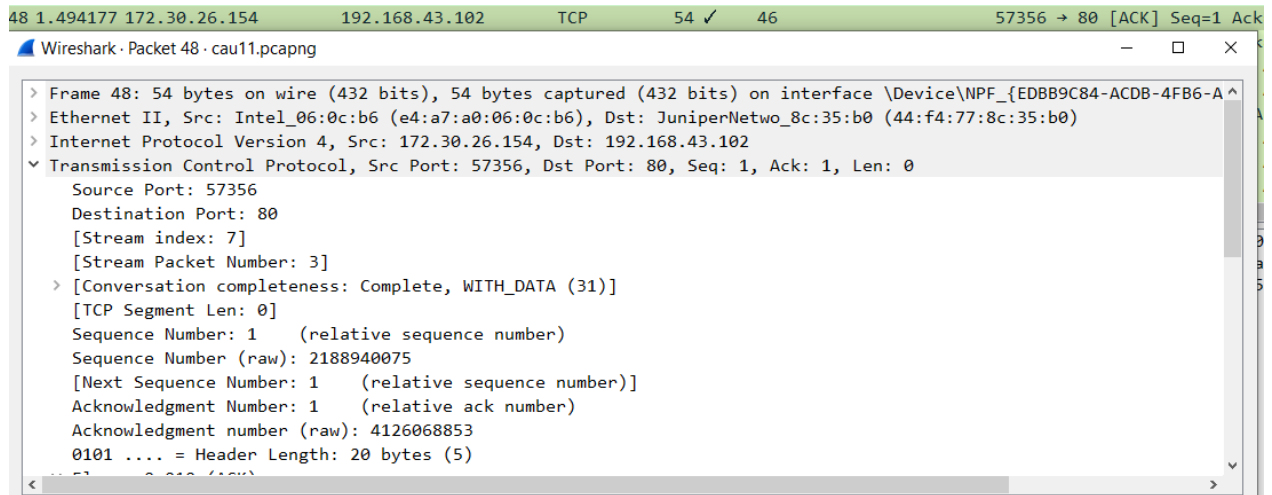 48 1.494177 172.30.26.154 192.168.43.102 TCP 54 ✓ 46 57356 → 80 [ACK] Seq=1 Ack
Wireshark · Packet 48 · cau11.pcapng
> Frame 48: 54 bytes on wire (432 bits), 54 bytes captured (432 bits) on interface \Device\NPF_{EDBB9C84-ACDB-4FB6-A
> Ethernet II, Src: Intel_06:0c:b6 (e4:a7:a0:06:0c:b6), Dst: JuniperNetwo_8c:35:b0 (44:f4:77:8c:35:b0)
> Internet Protocol Version 4, Src: 172.30.26.154, Dst: 192.168.43.102
Transmission Control Protocol, Src Port: 57356, Dst Port: 80, Seq: 1, Ack: 1, Len: 0
Source Port: 57356
Destination Port: 80
[Stream index: 7]
[Stream Packet Number: 3]
> [Conversation completeness: Complete, WITH_DATA (31)]
[TCP Segment Len: 0]
Sequence Number: 1 (relative sequence number)
Sequence Number (raw): 2188940075
[Next Sequence Number: 1 (relative sequence number)]
Acknowledgment Number: 1 (relative ack number)
Acknowledgment number (raw): 4126068853
0101 .... = Header Length: 20 bytes (5)